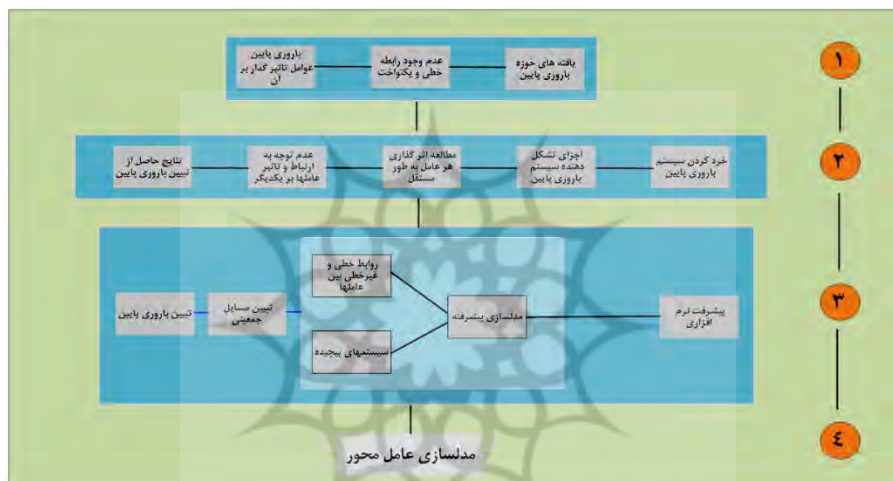 ۱
یافته های حوزه
باروری پایین
عدم وجود رابطه
خطی و یکنواخت
باروری پایین
عوامل تاثیر گذار بر
آن
۲
خرد کردن سیستم
باروری پایین
اجزای تشکل
دهنده سیستم
باروری پایین
مطالعه اثر گذاری
هر عامل به طور
مستقل
عدم توجه به
ارتباط و تاثیر
عاملها بر یکدیگر
نتایج حاصل از
تبیین باروری پایین
۳
پیشرفت نرم
افزاری
مدلسازی پیشرفته
روابط خطی و
غیرخطی بین
عاملها
سیستمهای پیچیده
تبیین مسایل
جمعیتی
تبیین باروری پایین
٤
مدلسازی عامل محور